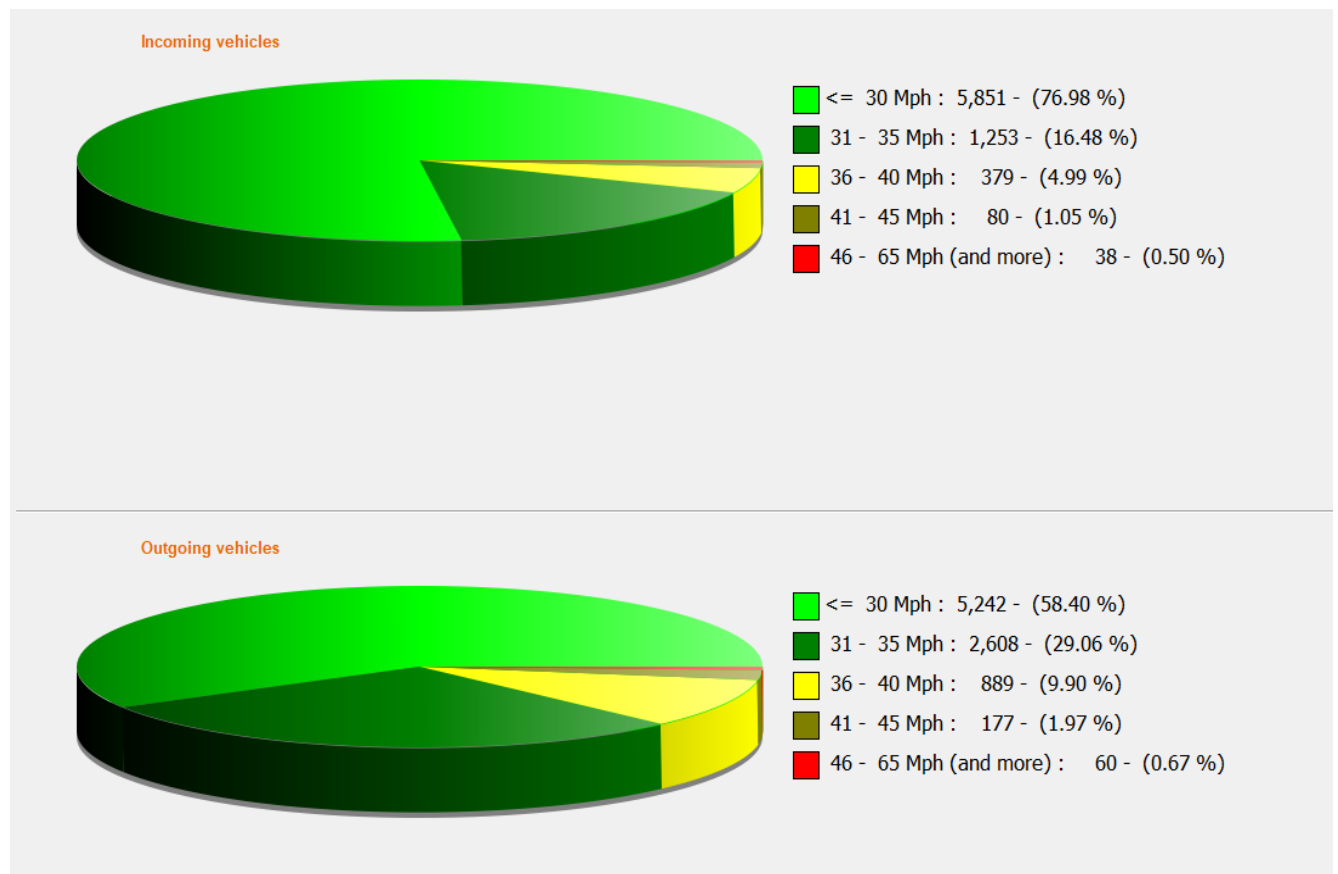 Incoming vehicles
<= 30 Mph : 5,851 - (76.98 %)
31 - 35 Mph : 1,253 - (16.48 %)
36 - 40 Mph : 379 - (4.99 %)
41 - 45 Mph : 80 - (1.05 %)
46 - 65 Mph (and more) : 38 - (0.50 %)
Outgoing vehicles
<= 30 Mph : 5,242 - (58.40 %)
31 - 35 Mph : 2,608 - (29.06 %)
36 - 40 Mph : 889 - (9.90 %)
41 - 45 Mph : 177 - (1.97 %)
46 - 65 Mph (and more) : 60 - (0.67 %)